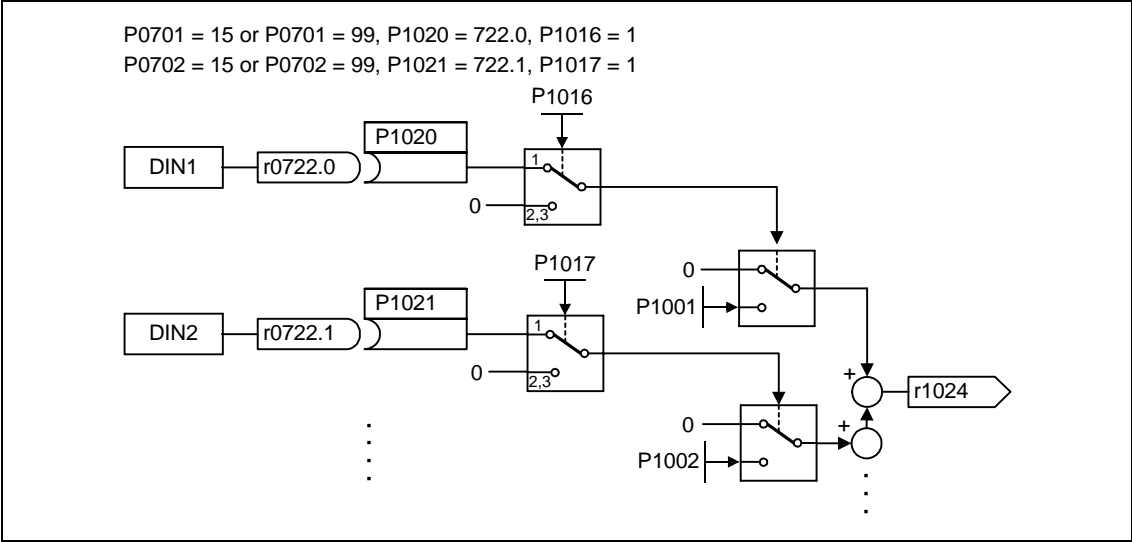 P0701 = 15 or P0701 = 99, P1020 = 722.0, P1016 = 1
P0702 = 15 or P0702 = 99, P1021 = 722.1, P1017 = 1
P1016
P1020
DIN1
r0722.0
1
0
2,3
P1017
0
P1021
P1001
DIN2
r0722.1
1
0
2,3
+
r1024
0
+
P1002